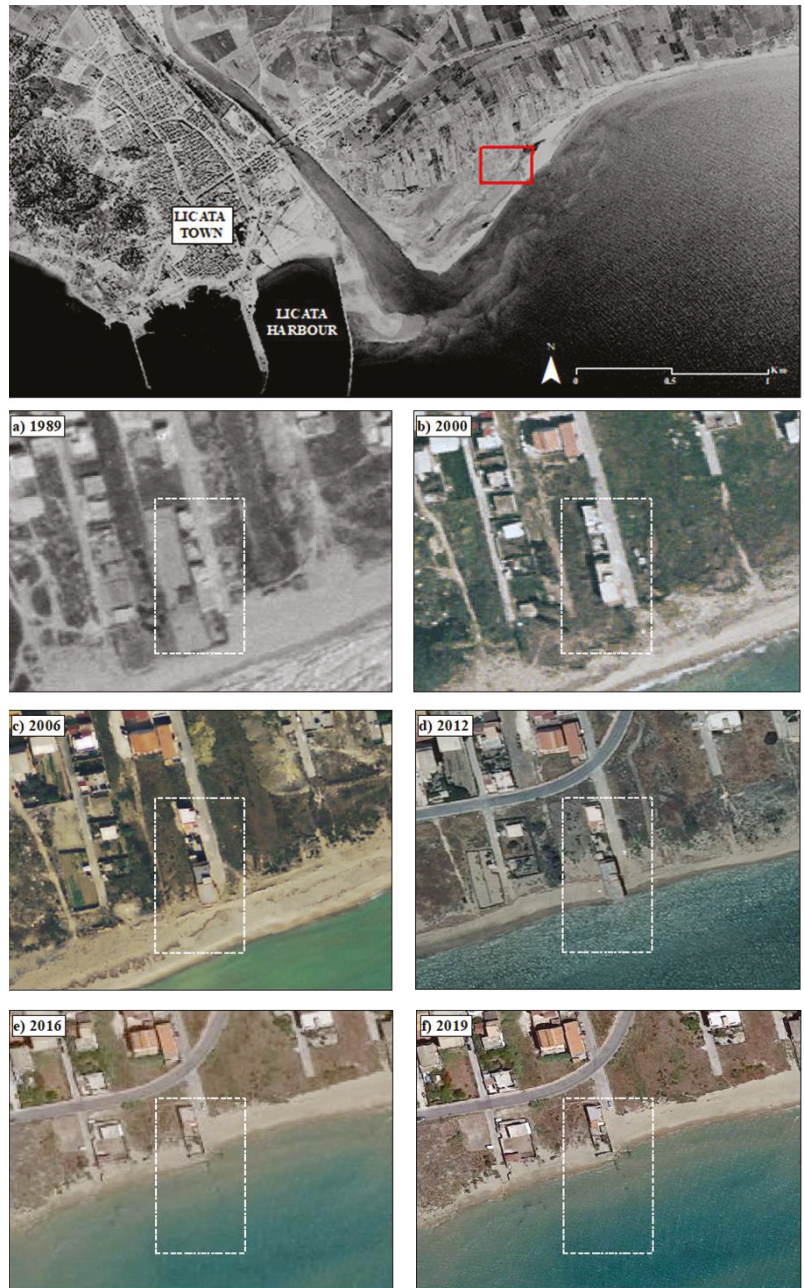 LICATA
TOWN
LICATA
HARBOUR
N
Km
0
0.5
1
a) 1989
b) 2000
c) 2006
d) 2012
e) 2016
f) 2019